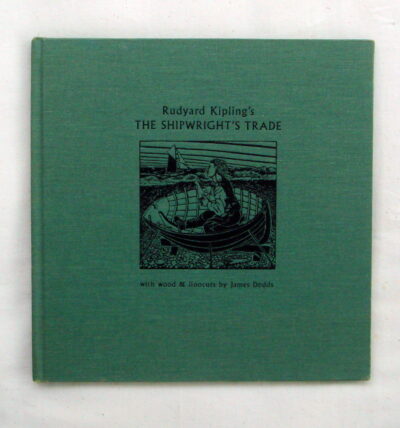 Rudyard Kipling's
THE SHIPWRIGHT'S TRADE
with wood & linocuts by James Dodds